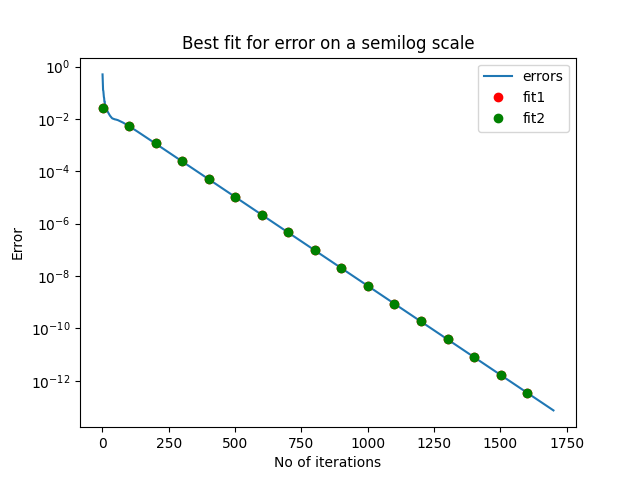 Best fit for error on a semilog scale
errors
fit1
fit2
10^0
10^−2
10^−4
10^−6
10^−8
10^−10
10^−12
Error
0
250
500
750
1000
1250
1500
1750
No of iterations